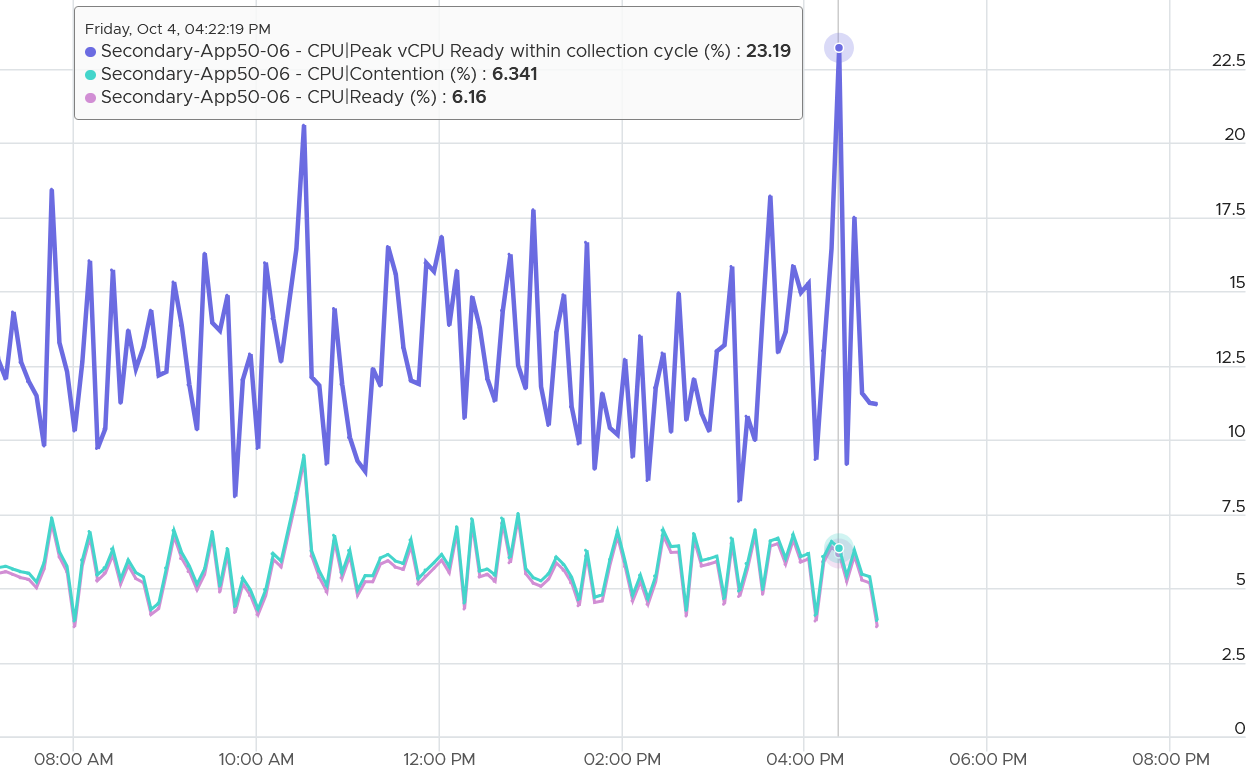 Friday, Oct 4, 04:22:19 PM
Secondary-App50-06 - CPU|Peak vCPU Ready within collection cycle (%) : 23.19
Secondary-App50-06 - CPU|Contention (%) : 6.341
Secondary-App50-06 - CPU|Ready (%) : 6.16
22.5
20
17.5
15
12.5
10
7.5
5
2.5
0
08:00 AM 10:00 AM 12:00 PM 02:00 PM 04:00 PM 06:00 PM 08:00 PM